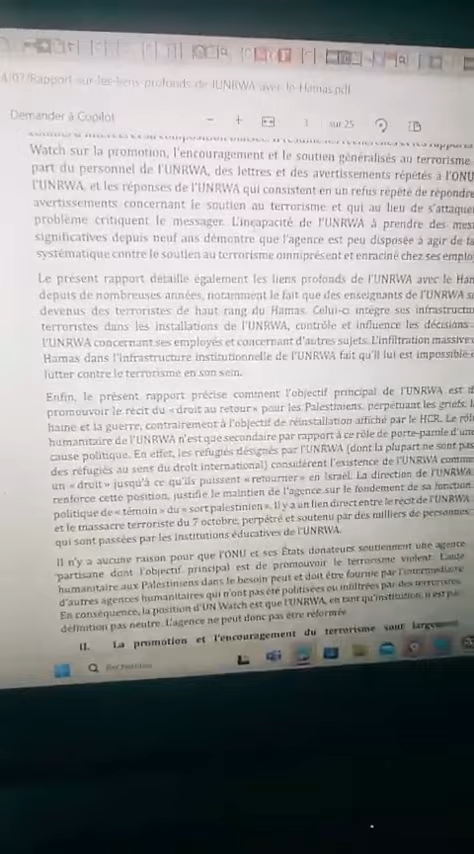 4/07/Rapport-sur-les-liens-profonds-de-lUNRWA-avec-le-Hamas.pdf
Demander à Copilot
sur 25
Watch sur la promotion, l'encouragement et le soutien généralisés au terrorisme
part du personnel de l'UNRWA, des lettres et des avertissements répétés à l'ONU
l'UNRWA, et les réponses de l'UNRWA qui consistent en un refus répété de répondre
avertissements concernant le soutien au terrorisme et qui au lieu de s'attaque
problème critiquent le messager. L'incapacité de l'UNRWA à prendre des mes
significatives depuis neuf ans démontre que l'agence est peu disposée à agir de fa
systématique contre le soutien au terrorisme omniprésent et enraciné chez ses emplo
Le présent rapport détaille également les liens profonds de l'UNRWA avec le Ham
depuis de nombreuses années, notamment le fait que des enseignants de l'UNRWA s
devenus des terroristes de haut rang du Hamas. Celui-ci intègre ses infrastructu
terroristes dans les installations de l'UNRWA, contrôle et influence les décisions
l'UNRWA concernant ses employés et concernant d'autres sujets. L'infiltration massive
Hamas dans l'infrastructure institutionnelle de l'UNRWA fait qu'il lui est impossible
lutter contre le terrorisme en son sein.
Enfin, le présent rapport précise comment l'objectif principal de l'UNRWA est
promouvoir le récit du « droit au retour » pour les Palestiniens, perpétuant les griefs, l
haine et la guerre, contrairement à l'objectif de réinstallation affiché par le HCR. Le rôl
humanitaire de l'UNRWA n'est que secondaire par rapport à ce rôle de porte-parole d'une
cause politique. En effet, les réfugiés désignés par l'UNRWA (dont la plupart ne sont pas
des réfugiés au sens du droit international) considèrent l'existence de l'UNRWA comme
un « droit » jusqu'à ce qu'ils puissent « retourner » en Israël. La direction de l'UNRWA
renforce cette position, justifie le maintien de l'agence sur le fondement de sa fonction
politique de « témoin » du « sort palestinien ». Il y a un lien direct entre le récit de l'UNRWA
et le massacre terroriste du 7 octobre, perpétré et soutenu par des milliers de personnes
qui sont passées par les institutions éducatives de l'UNRWA.
Il n'y a aucune raison pour que l'ONU et ses États donateurs soutiennent une agence
partisane dont l'objectif principal est de promouvoir le terrorisme violent. L'aide
humanitaire aux Palestiniens dans le besoin peut et doit être fournie par l'intermédiaire
d'autres agences humanitaires qui n'ont pas été politisées ou infiltrées par des terroristes.
En conséquence, la position d'UN Watch est que l'UNRWA, en tant qu'institution, n'est par
définition pas neutre. L'agence ne peut donc pas être réformée.
II. La promotion et l'encouragement du terrorisme sont largement